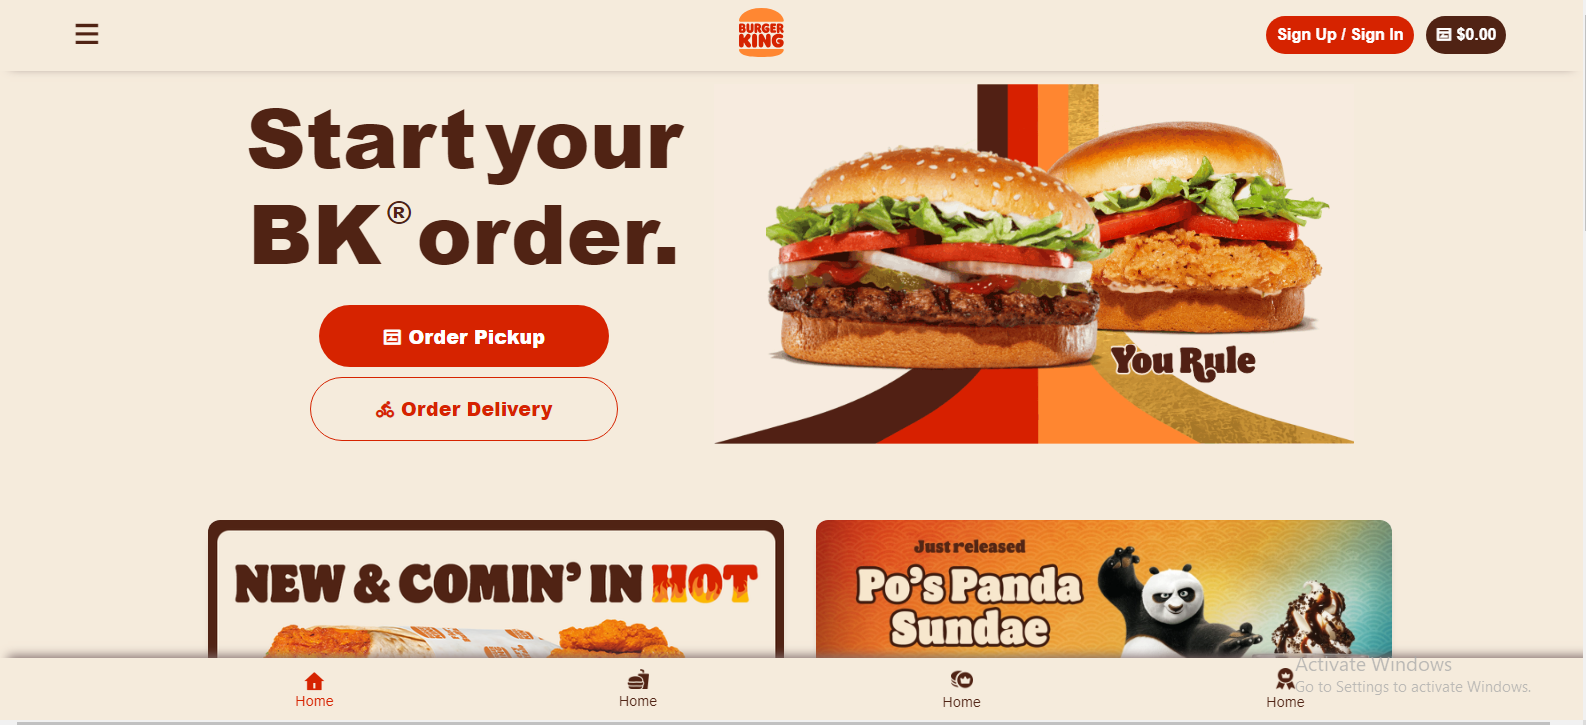 BURGER
KING
Sign Up / Sign In
$0.00
Start your
BK® order.
Order Pickup
Order Delivery
You Rule
NEW & COMIN' IN HOT
Just released
Po's Panda
Sundae
Home
Home
Home
Home
Activate Windows
Go to Settings to activate Windows.